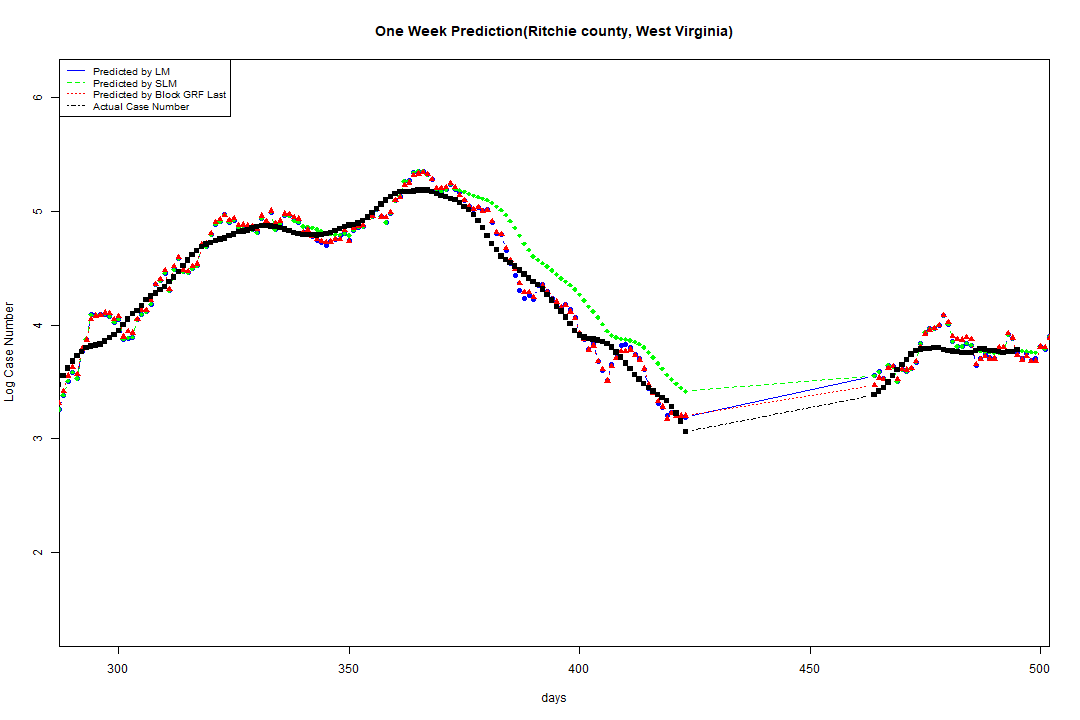 One Week Prediction(Ritchie county, West Virginia)
Predicted by LM
Predicted by SLM
Predicted by Block GRF Last
Actual Case Number
6
5
4
3
2
Log Case Number
300 350 400 450 500
days